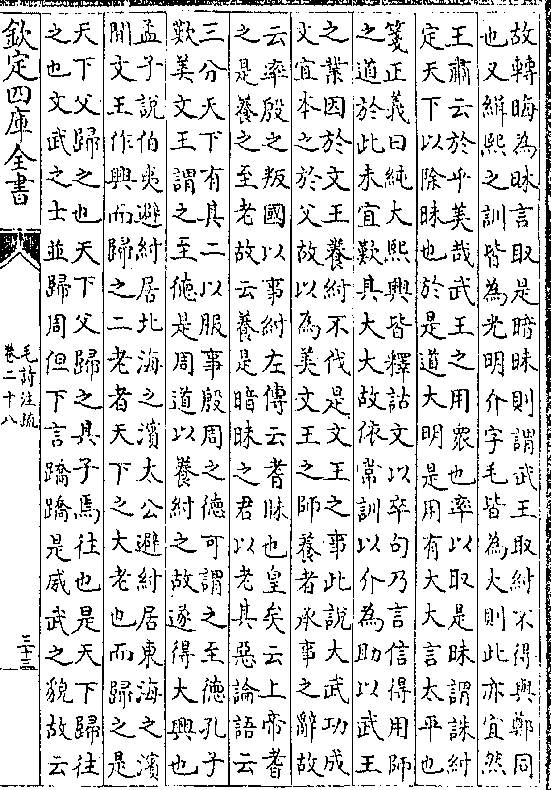 故轉晦為昧言取是暗昧則謂武王取紂不得與鄭同
也又緝熙之訓皆為光明介字毛皆為大則此亦宜然
王肅云於乎美哉武王之用眾也率以取是昧謂誅紂
定天下以除昧也於是道大明是用有大大言太平也
箋正義曰純大熙興皆釋詁文以卒句乃言信得用師
之道於此未宜歎其大大故依常訓以介為助以武王
之業因於文王養紂不伐是文王之事此說大武功成
又宜本之於父故以為美文王之師養者承事之辭故
云率殷之叛國以事紂左傳云耆昧也皇矣云上帝耆
之是養之至老故云養是暗昧之君以老其惡論語云
三分天下有其二以服事殷周之德可謂之至德孔子
歎美文王謂之至德是周道以養紂之故遂得大興也
孟子說伯夷避紂居北海之濱太公避紂居東海之濱
聞文王作興而歸之二老者天下之大老也而歸之是
天下父歸之也天下父歸之其子焉往也是天下歸往
之也文武之士並歸周但下言蹻蹻是威武之貌故云
欽定四庫全書
毛詩注疏
卷二十八
三十三